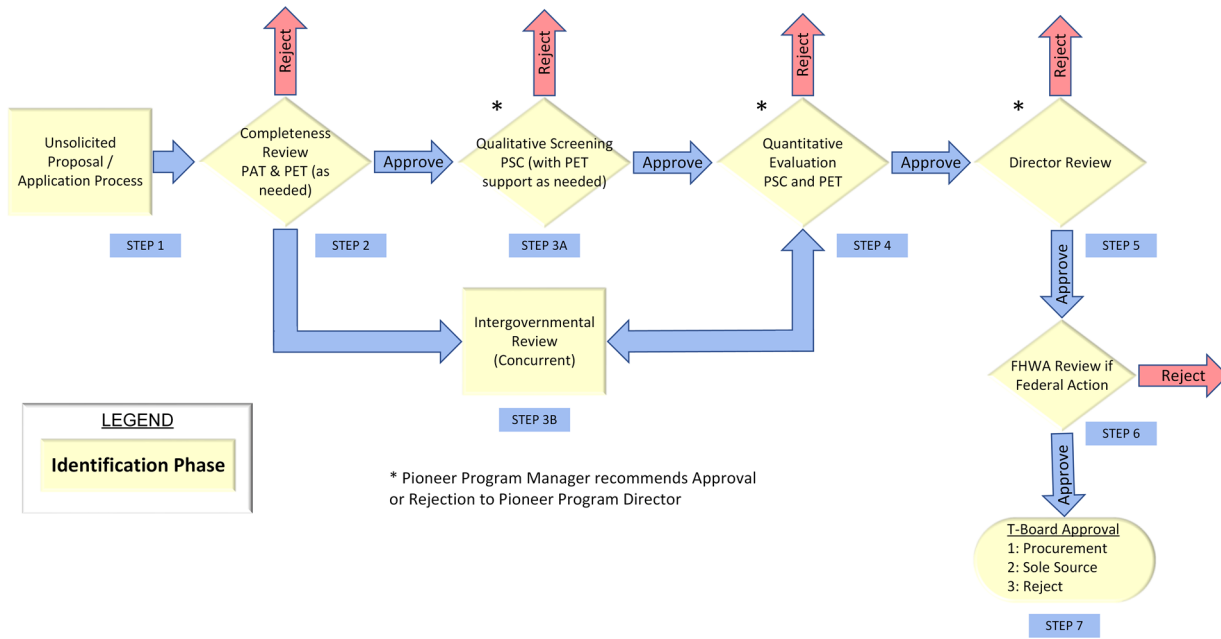 Reject
Reject
Reject
Reject
*
*
*
Unsolicited
Proposal /
Application Process
Completeness
Review
PAT & PET (as
needed)
Approve
Qualitative Screening
PSC (with PET
support as needed)
Approve
Quantitative
Evaluation
PSC and PET
Approve
Director Review
STEP 1
STEP 2
STEP 3A
STEP 4
STEP 5
Approve
Intergovernmental
Review
(Concurrent)
STEP 3B
FHWA Review if
Federal Action
Reject
STEP 6
Approve
LEGEND
Identification Phase
* Pioneer Program Manager recommends Approval
or Rejection to Pioneer Program Director
T-Board Approval
1: Procurement
2: Sole Source
3: Reject
STEP 7